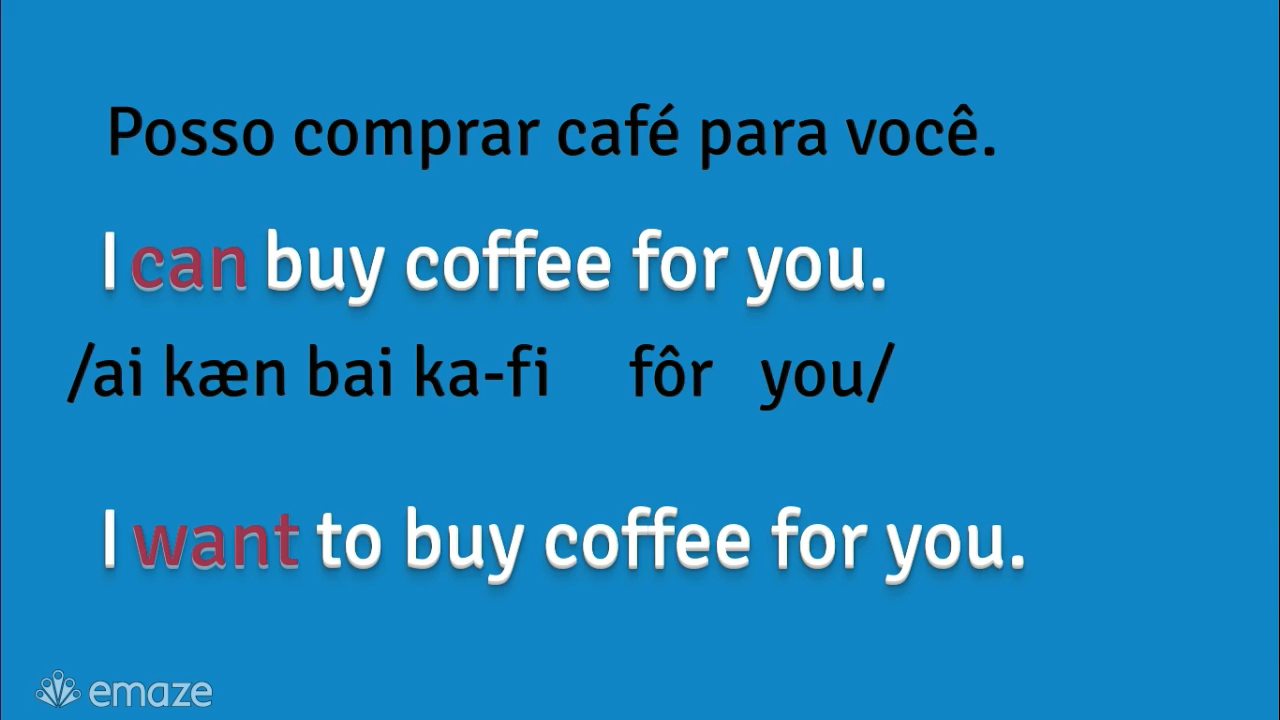 Posso comprar café para você.
I can buy coffee for you.
/ai kæn bai ka-fi fôr you/
I want to buy coffee for you.
emaze